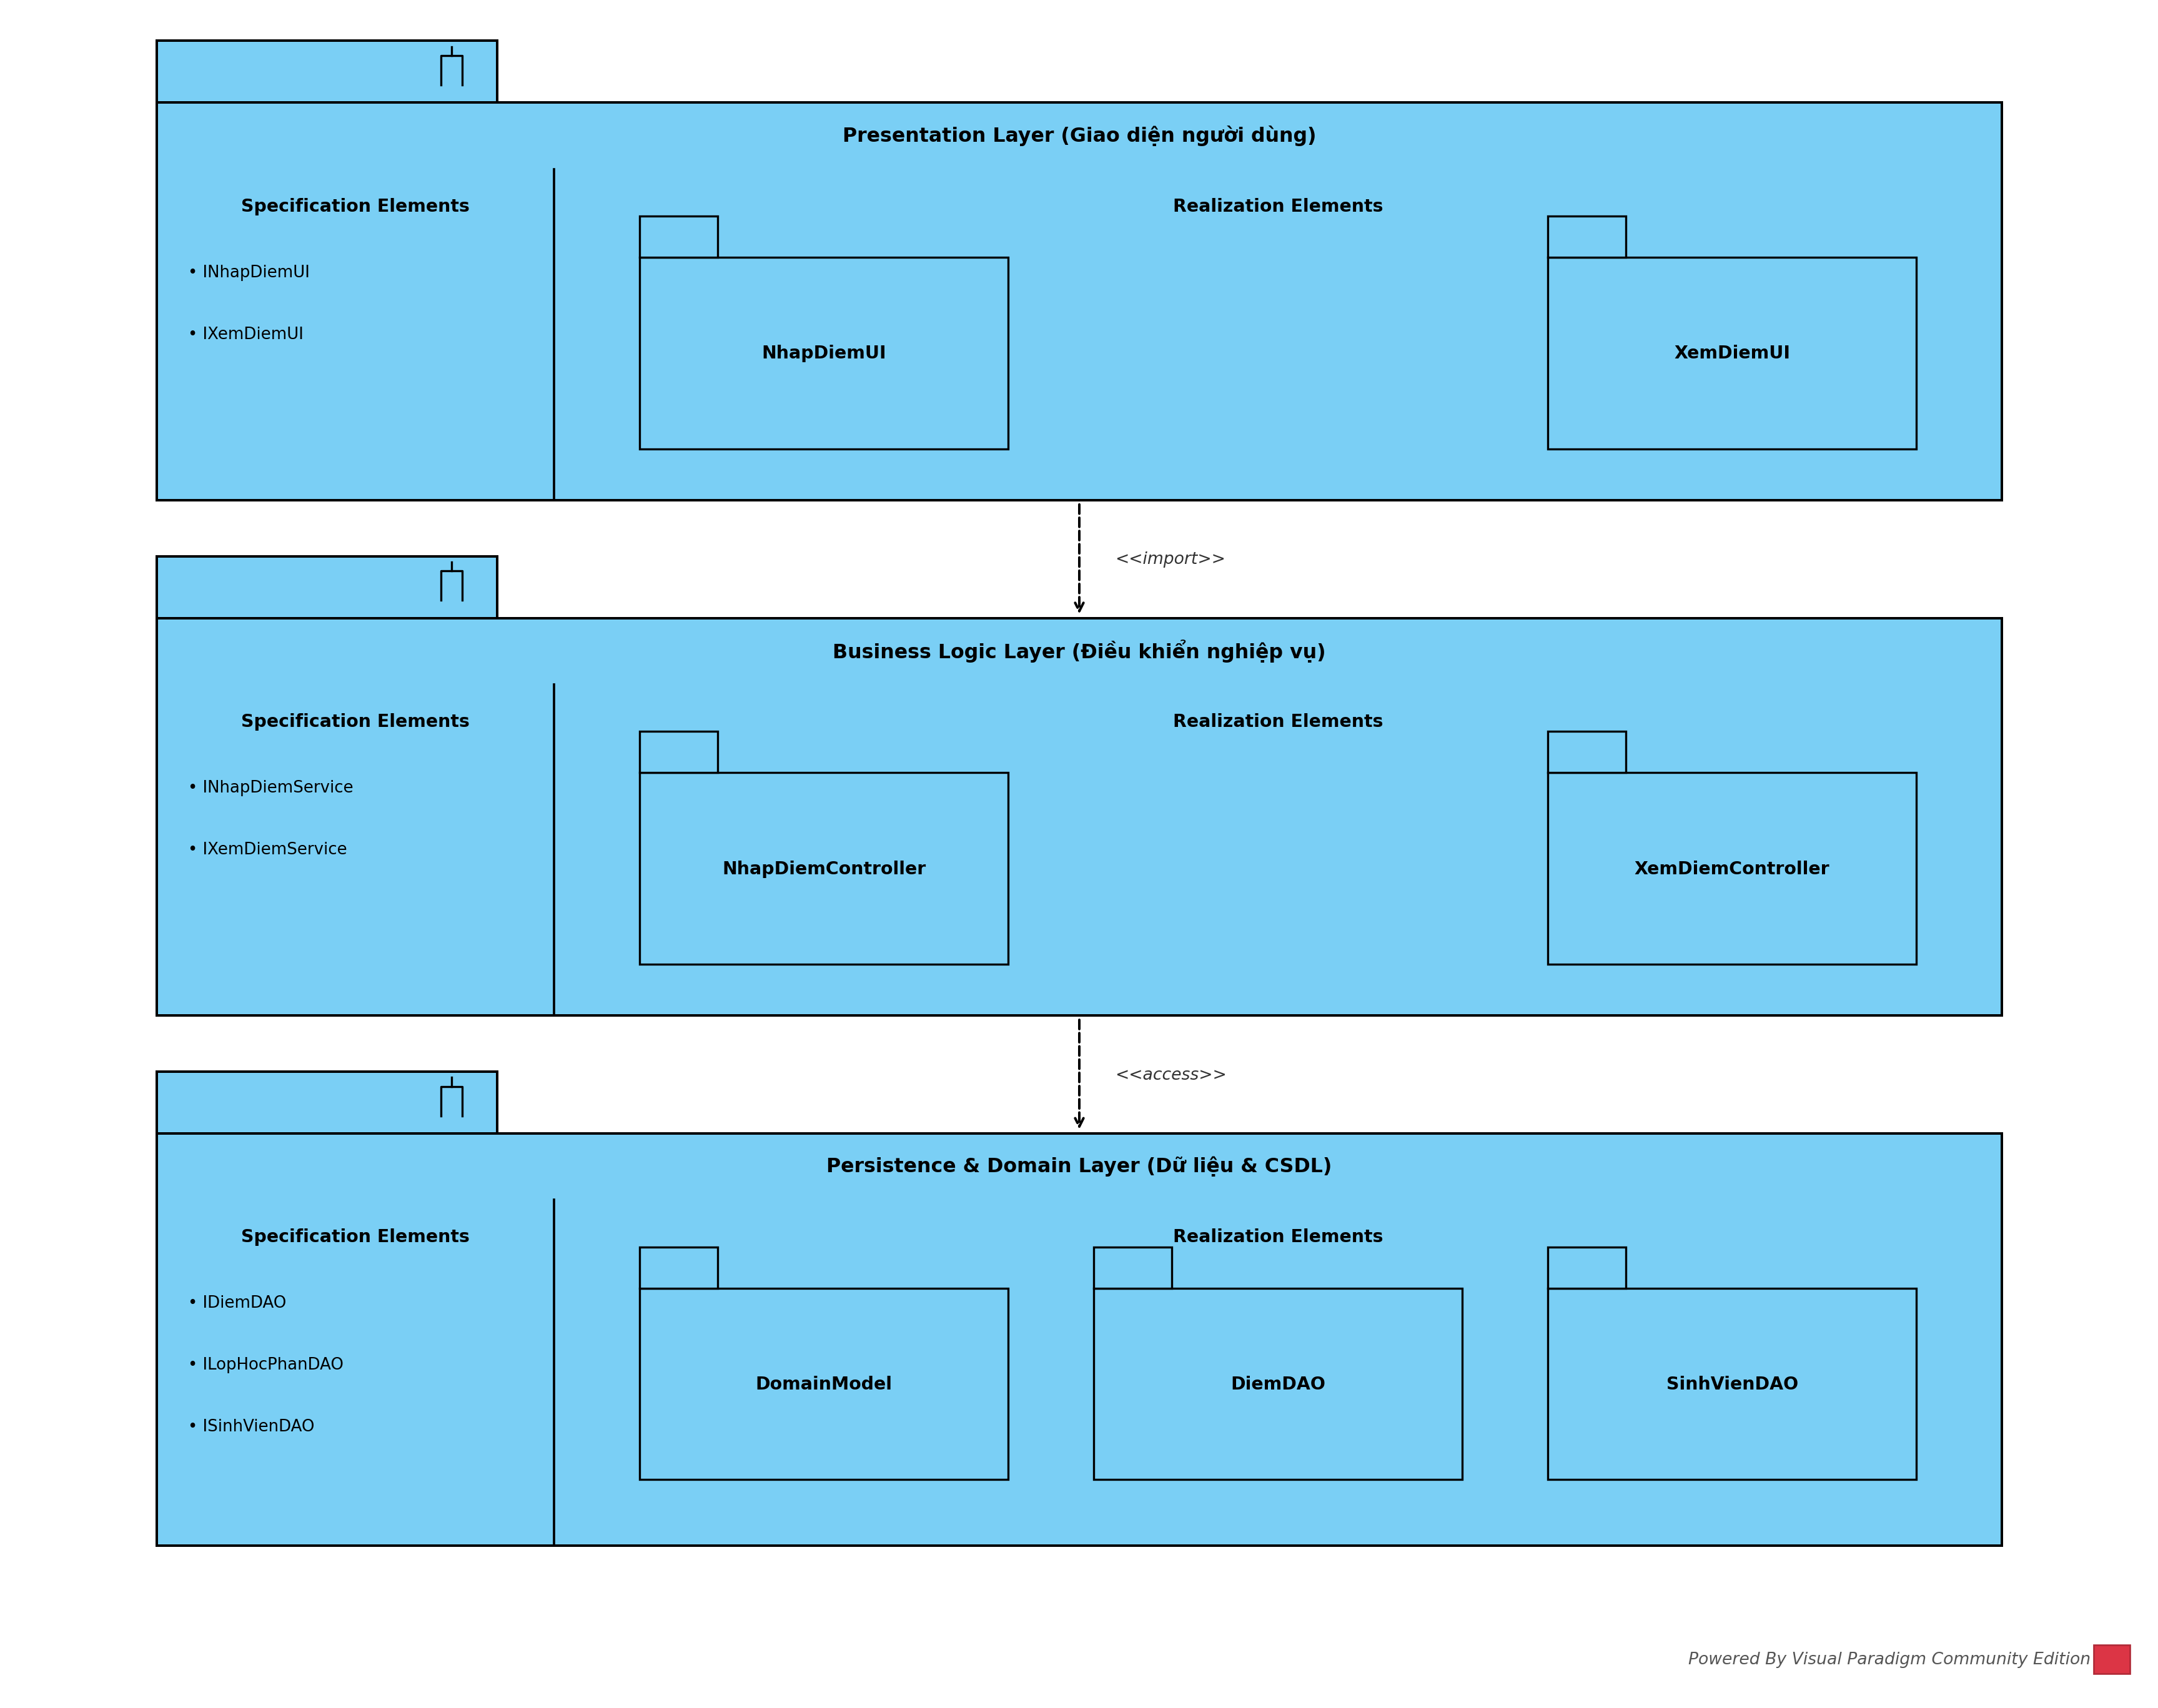 Presentation Layer (Giao diện người dùng)
Specification Elements
Realization Elements
• INhapDiemUI
• IXemDiemUI
NhapDiemUI
XemDiemUI
<<import>>
Business Logic Layer (Điều khiển nghiệp vụ)
Specification Elements
Realization Elements
• INhapDiemService
• IXemDiemService
NhapDiemController
XemDiemController
<<access>>
Persistence & Domain Layer (Dữ liệu & CSDL)
Specification Elements
Realization Elements
• IDiemDAO
• ILopHocPhanDAO
• ISinhVienDAO
DomainModel
DiemDAO
SinhVienDAO
Powered By Visual Paradigm Community Edition